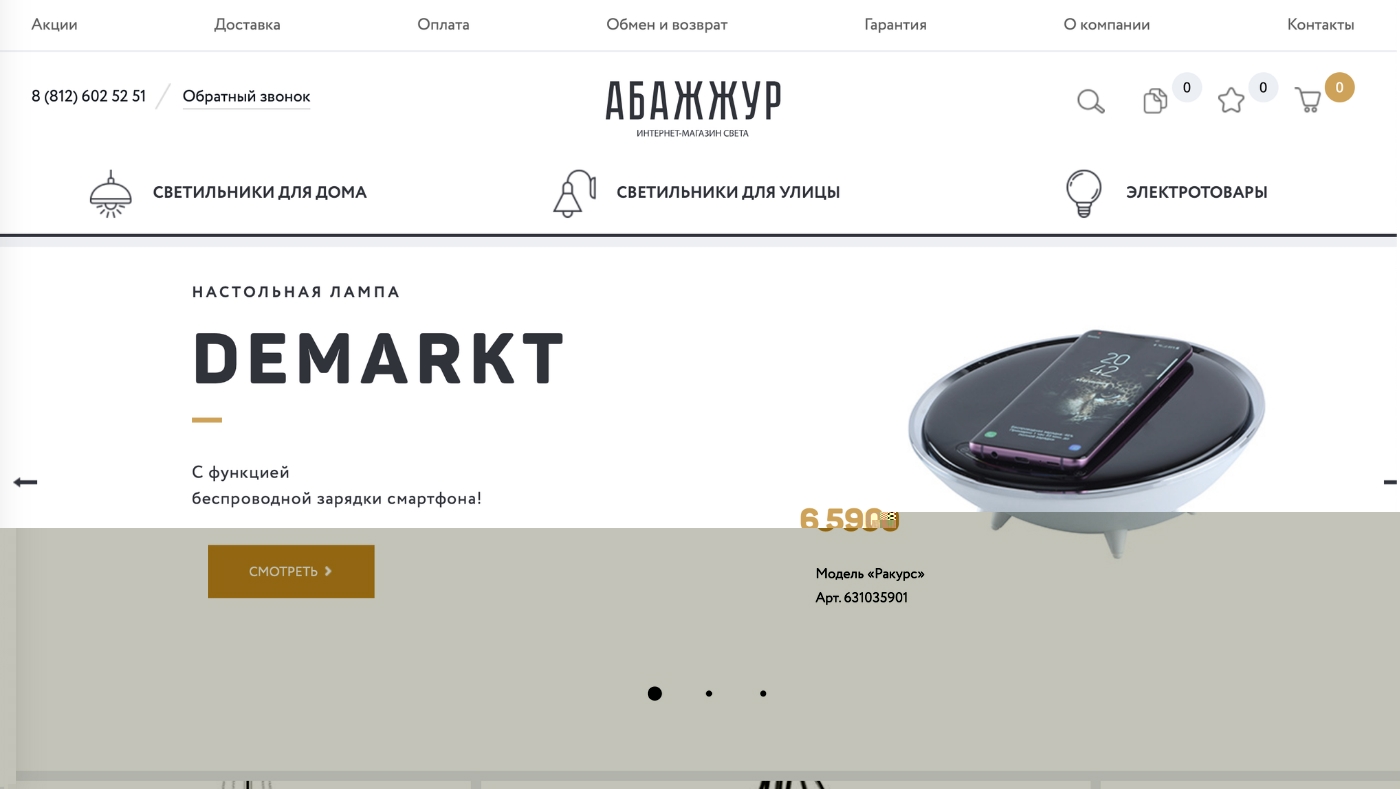 Акции
Доставка
Оплата
Обмен и возврат
Гарантия
О компании
Контакты
8 (812) 602 52 51
Обратный звонок
АБАЖЖУР
ИНТЕРНЕТ-МАГАЗИН СВЕТА
0
0
0
СВЕТИЛЬНИКИ ДЛЯ ДОМА
СВЕТИЛЬНИКИ ДЛЯ УЛИЦЫ
ЭЛЕКТРОТОВАРЫ
НАСТОЛЬНАЯ ЛАМПА
DEMARKT
20
42
С функцией
беспроводной зарядки смартфона!
6 590
СМОТРЕТЬ
Модель «Ракурс»
Арт. 631035901